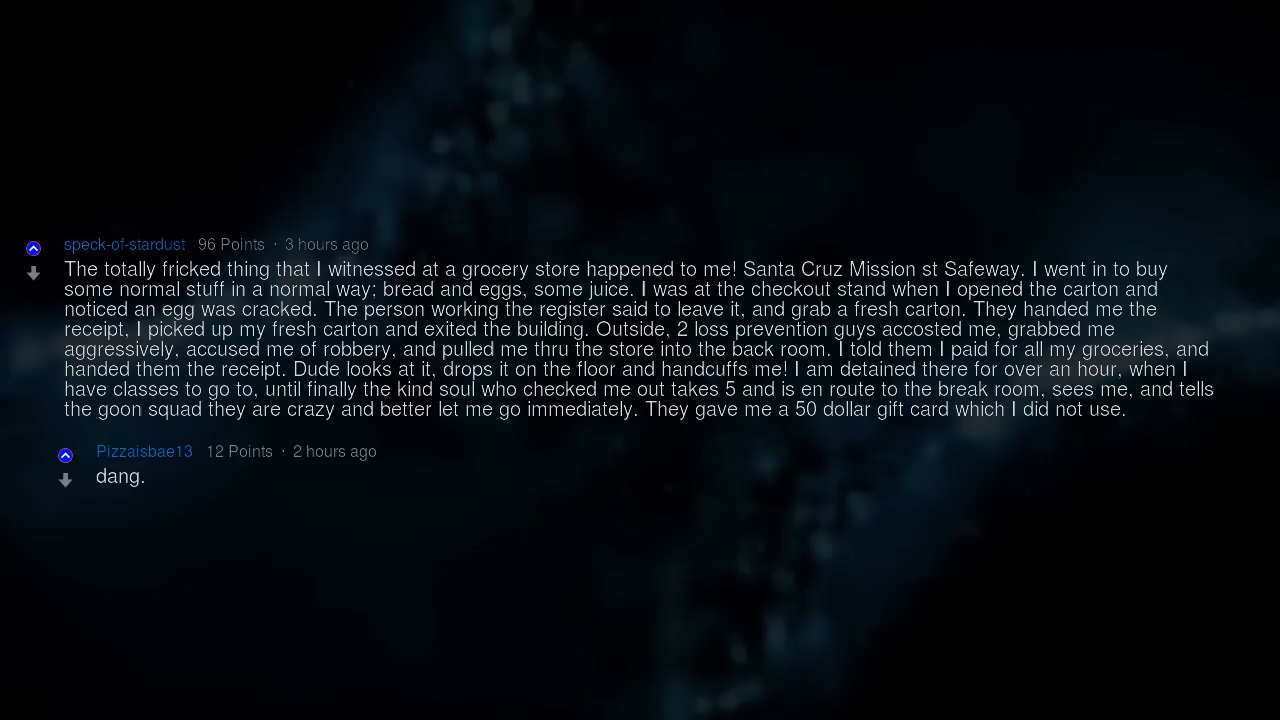 speck-of-stardust 96 Points · 3 hours ago
The totally fricked thing that I witnessed at a grocery store happened to me! Santa Cruz Mission st Safeway. I went in to buy
some normal stuff in a normal way; bread and eggs, some juice. I was at the checkout stand when I opened the carton and
noticed an egg was cracked. The person working the register said to leave it, and grab a fresh carton. They handed me the
receipt, I picked up my fresh carton and exited the building. Outside, 2 loss prevention guys accosted me, grabbed me
aggressively, accused me of robbery, and pulled me thru the store into the back room. I told them I paid for all my groceries, and
handed them the receipt. Dude looks at it, drops it on the floor and handcuffs me! I am detained there for over an hour, when I
have classes to go to, until finally the kind soul who checked me out takes 5 and is en route to the break room, sees me, and tells
the goon squad they are crazy and better let me go immediately. They gave me a 50 dollar gift card which I did not use.
Pizzaisbae13 12 Points · 2 hours ago
dang.